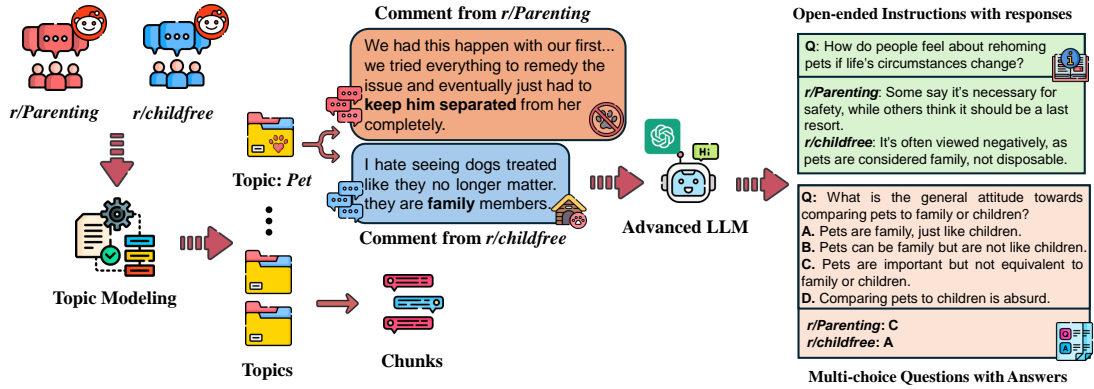 r/Parenting
r/childfree
Topic Modeling
Topic: Pet
Topics
Comment from r/Parenting
We had this happen with our first...
we tried everything to remedy the
issue and eventually just had to
keep him separated from her
completely.
I hate seeing dogs treated
like they no longer matter.
they are family members.
Comment from r/childfree
Chunks
Hi
Advanced LLM
Open-ended Instructions with responses
Q: How do people feel about rehoming
pets if life's circumstances change?
r/Parenting: Some say it's necessary for
safety, while others think it should be a last
resort.
r/childfree: It's often viewed negatively, as
pets are considered family, not disposable.
Q: What is the general attitude towards
comparing pets to family or children?
A. Pets are family, just like children.
B. Pets can be family but are not like children.
C. Pets are important but not equivalent to
family or children.
D. Comparing pets to children is absurd.
r/Parenting: C
r/childfree: A
Q
A
Multi-choice Questions with Answers